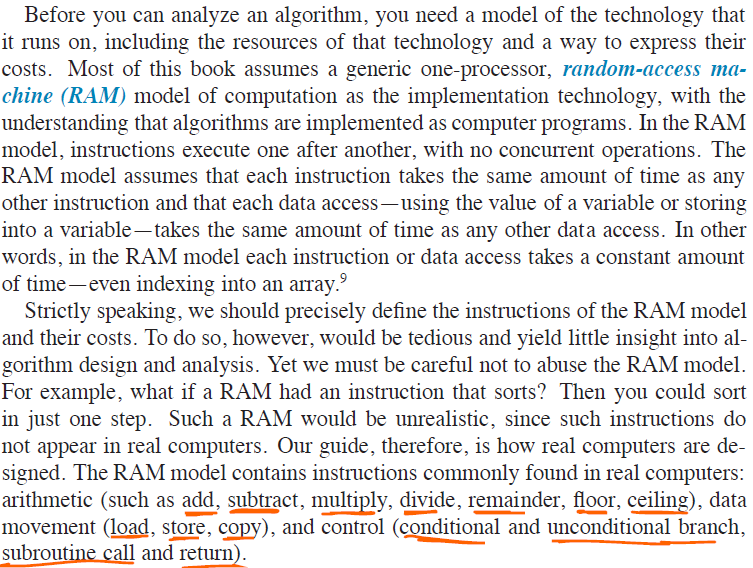 Before you can analyze an algorithm, you need a model of the technology that
it runs on, including the resources of that technology and a way to express their
costs. Most of this book assumes a generic one-processor, random-access ma-
chine (RAM) model of computation as the implementation technology, with the
understanding that algorithms are implemented as computer programs. In the RAM
model, instructions execute one after another, with no concurrent operations. The
RAM model assumes that each instruction takes the same amount of time as any
other instruction and that each data access—using the value of a variable or storing
into a variable—takes the same amount of time as any other data access. In other
words, in the RAM model each instruction or data access takes a constant amount
of time—even indexing into an array.⁹
Strictly speaking, we should precisely define the instructions of the RAM model
and their costs. To do so, however, would be tedious and yield little insight into al-
gorithm design and analysis. Yet we must be careful not to abuse the RAM model.
For example, what if a RAM had an instruction that sorts? Then you could sort
in just one step. Such a RAM would be unrealistic, since such instructions do
not appear in real computers. Our guide, therefore, is how real computers are de-
signed. The RAM model contains instructions commonly found in real computers:
arithmetic (such as add, subtract, multiply, divide, remainder, floor, ceiling), data
movement (load, store, copy), and control (conditional and unconditional branch,
subroutine call and return).